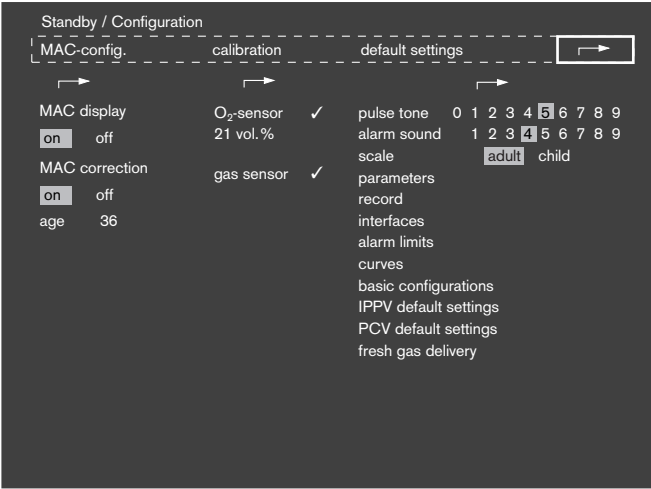 Standby / Configuration
MAC-config. calibration default settings
MAC display
on off
MAC correction
on off
age 36
O₂-sensor ✓
21 vol.%
gas sensor ✓
pulse tone 0 1 2 3 4 5 6 7 8 9
alarm sound 1 2 3 4 5 6 7 8 9
scale adult child
parameters
record
interfaces
alarm limits
curves
basic configurations
IPPV default settings
PCV default settings
fresh gas delivery